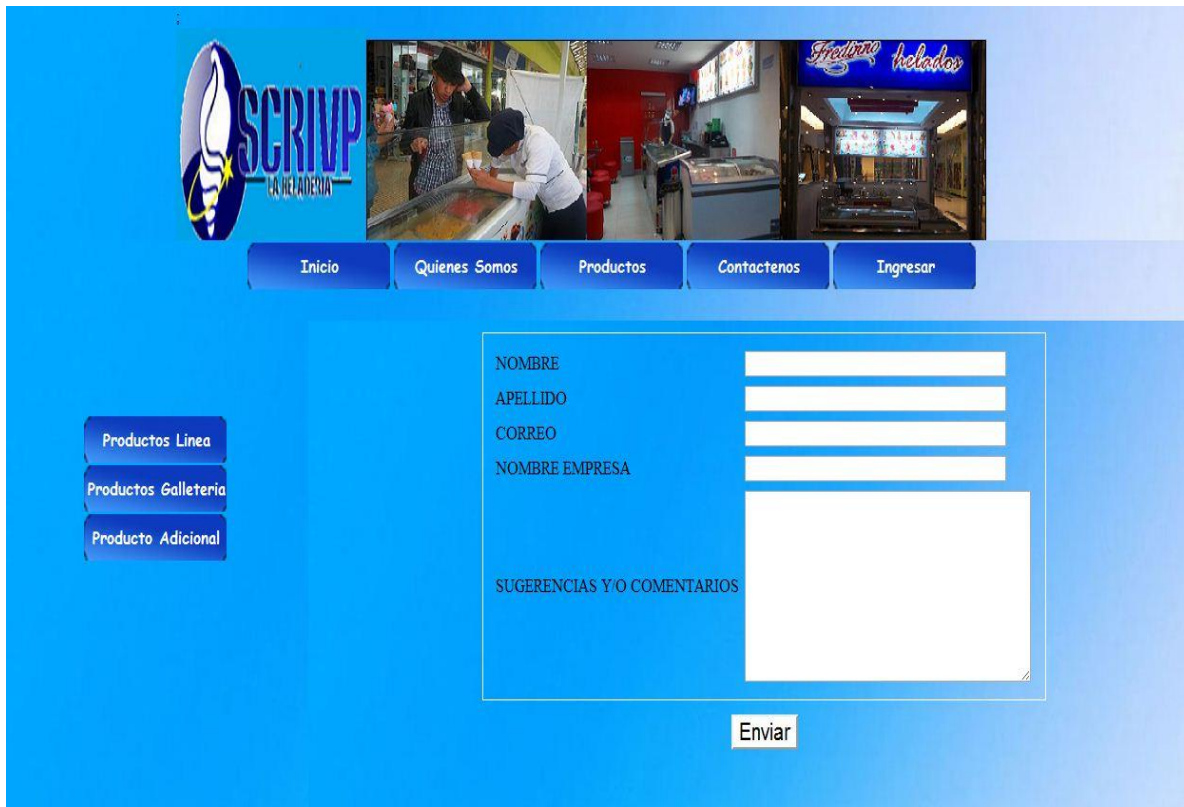 SCRIVP
LA HELADERIA
Fredinno helados
Inicio
Quienes Somos
Productos
Contactenos
Ingresar
NOMBRE
APELLIDO
CORREO
NOMBRE EMPRESA
Productos Linea
Productos Galleteria
Producto Adicional
SUGERENCIAS Y/O COMENTARIOS
Enviar